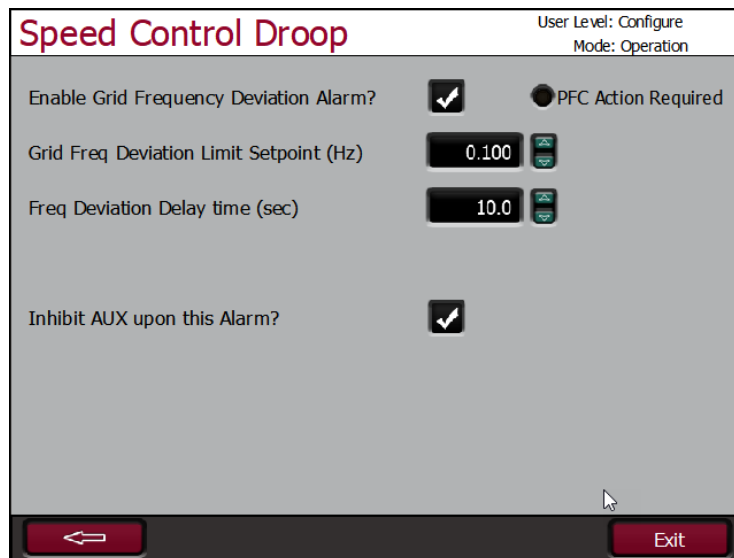 Speed Control Droop
User Level: Configure
Mode: Operation
Enable Grid Frequency Deviation Alarm?
PFC Action Required
Grid Freq Deviation Limit Setpoint (Hz)
0.100
Freq Deviation Delay time (sec)
10.0
Inhibit AUX upon this Alarm?
Exit